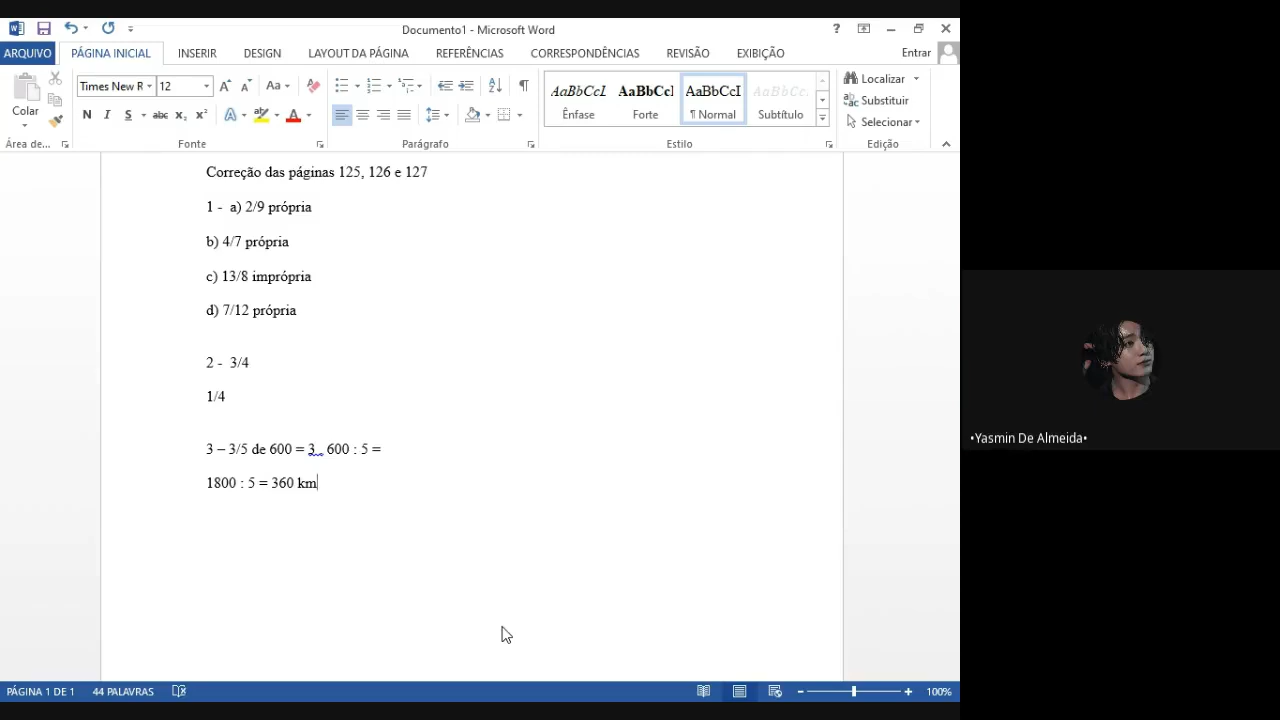 Documento1 - Microsoft Word
?
ARQUIVO PÁGINA INICIAL INSERIR DESIGN LAYOUT DA PÁGINA REFERÊNCIAS CORRESPONDÊNCIAS REVISÃO EXIBIÇÃO Entrar
Colar
Times New R 12
Aa
N I S abc x₂ x² A A
AaBbCcL AaBbCcI AaBbCcI AaBbCc.
Ênfase Forte ¶ Normal Subtítulo
Localizar
Substituir
Selecionar
Área de... Fonte Parágrafo Estilo Edição
Correção das páginas 125, 126 e 127
1 - a) 2/9 própria
b) 4/7 própria
c) 13/8 imprópria
d) 7/12 própria
2 - 3/4
1/4
3 – 3/5 de 600 = 3 . 600 : 5 =
1800 : 5 = 360 km
•Yasmin De Almeida•
PÁGINA 1 DE 1 44 PALAVRAS 100%